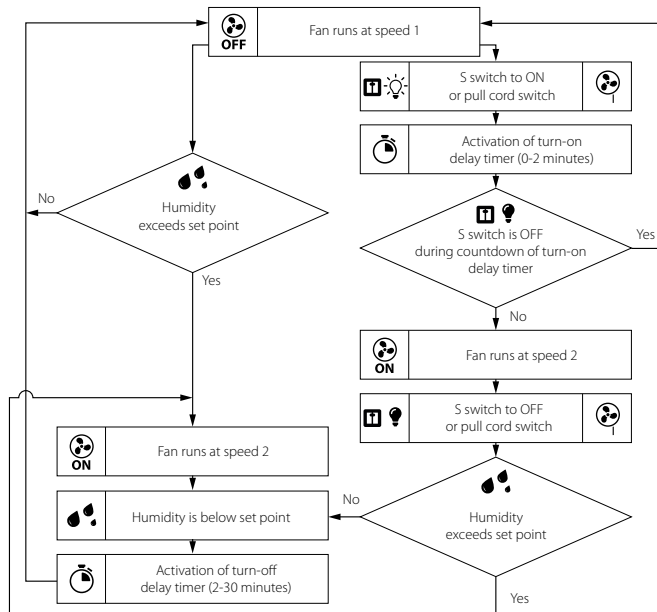 OFF
Fan runs at speed 1
S switch to ON
or pull cord switch
Activation of turn-on
delay timer (0-2 minutes)
No
Humidity
exceeds set point
Yes
S switch is OFF
during countdown of turn-on
delay timer
Yes
No
ON
Fan runs at speed 2
S switch to OFF
or pull cord switch
ON
Fan runs at speed 2
No
Humidity
exceeds set point
Humidity is below set point
Activation of turn-off
delay timer (2-30 minutes)
Yes